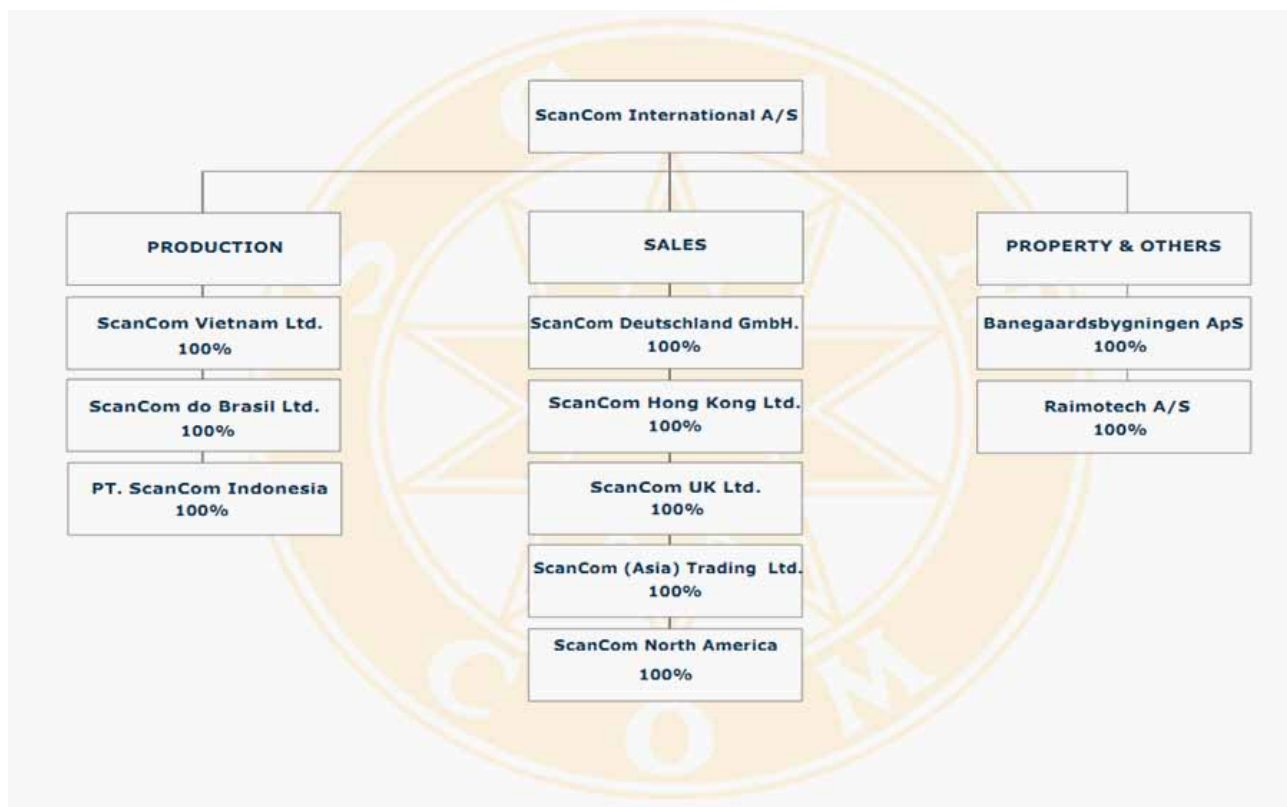 ScanCom International A/S
PRODUCTION
ScanCom Vietnam Ltd.
100%
ScanCom do Brasil Ltd.
100%
PT. ScanCom Indonesia
100%
SALES
ScanCom Deutschland GmbH.
100%
ScanCom Hong Kong Ltd.
100%
ScanCom UK Ltd.
100%
ScanCom (Asia) Trading Ltd.
100%
ScanCom North America
100%
PROPERTY & OTHERS
Banegaardsbygningen ApS
100%
Raimotech A/S
100%